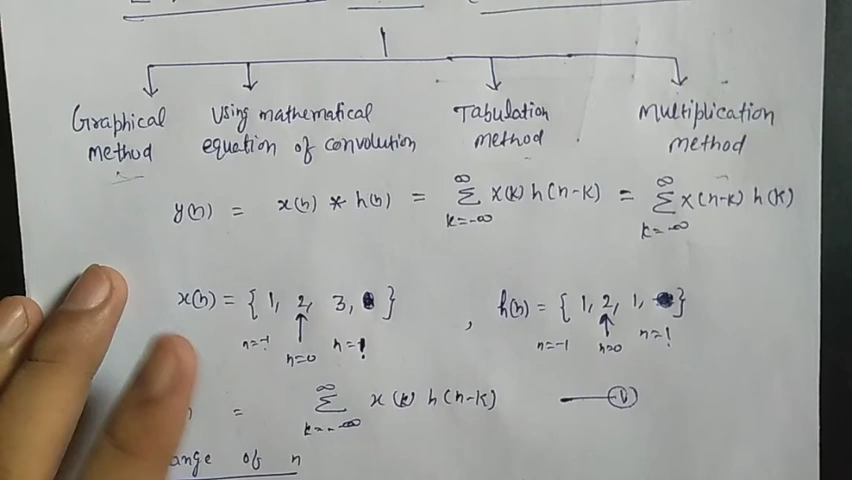 Graphical method
Using mathematical equation of convolution
Tabulation method
Multiplication method
y(n) = x(n) * h(n) = ∞ Σ k=-∞ x(k) h(n-k) = ∞ Σ k=-∞ x(n-k) h(k)
x(n) = { 1, 2, 3, } , h(n) = { 1, 2, 1, }
n=-1 n=0 n=1 n=-1 n=0 n=1
n = ∞ Σ k=-∞ x(k) h(n-k) — 1
ange of n